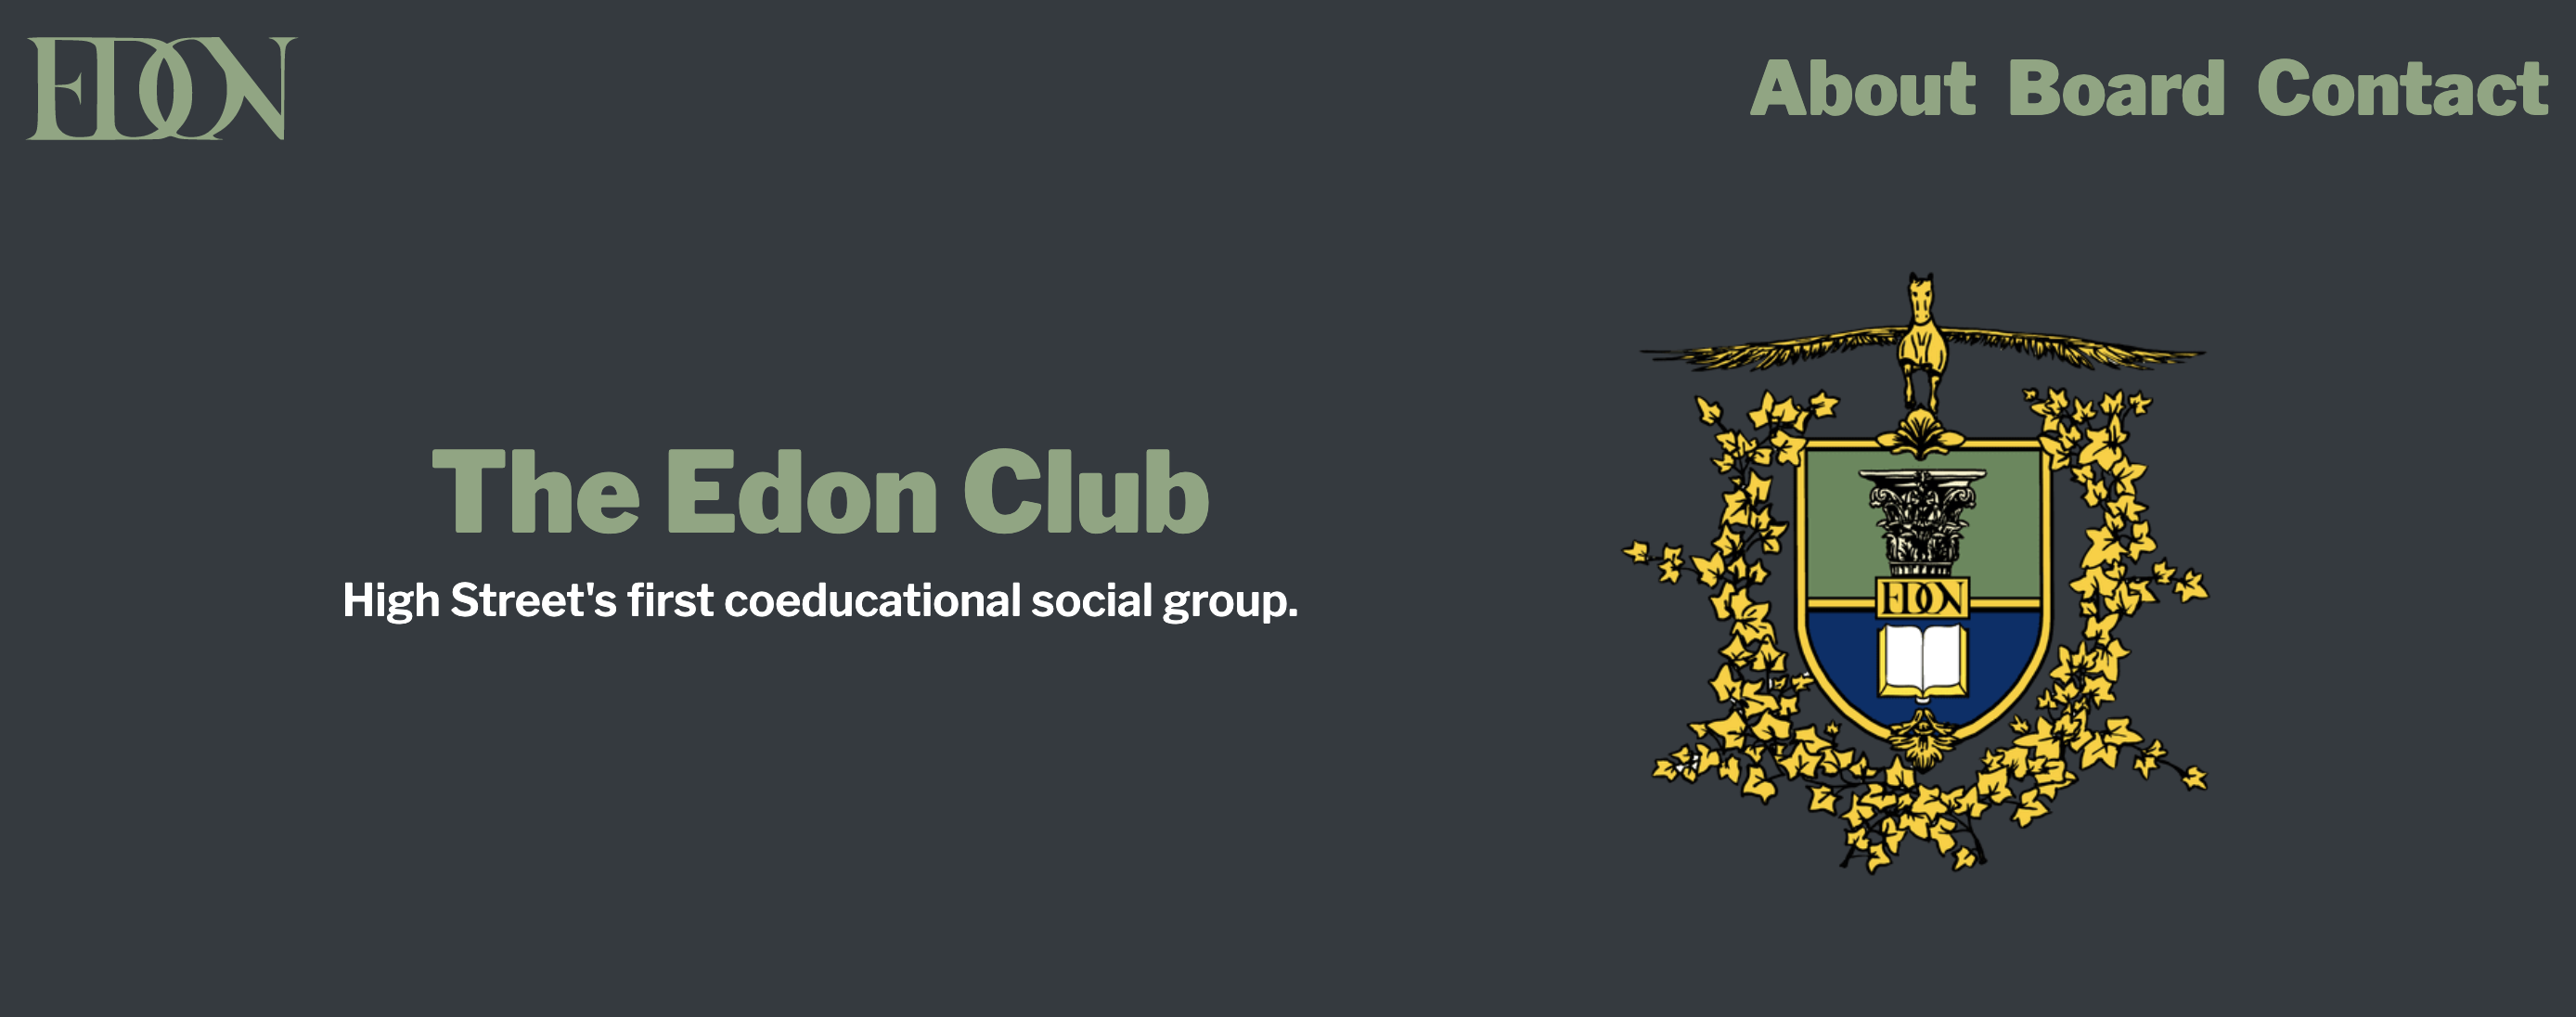 EDON
About Board Contact
The Edon Club
High Street's first coeducational social group.
EDON